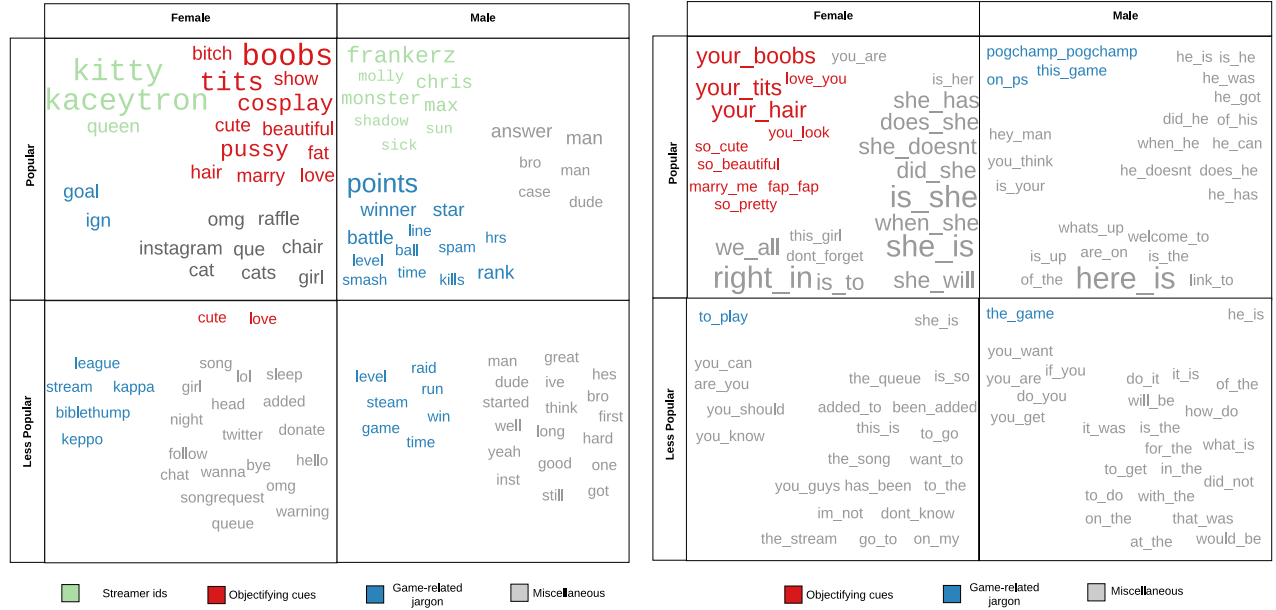 Female Male
Popular
kitty
kaceytron
queen
bitch boobs
tits show
cosplay
cute beautiful
pussy fat
hair marry love
goal
ign
omg raffle
instagram que chair
cat cats girl
frankerz
molly chris
monster max
shadow sun
sick
answer man
bro man
case dude
points
winner star
battle line
ball spam hrs
level
smash time kills rank
Less Popular
cute love
league
stream kappa
biblethump
keppo
song
girl lol sleep
head added
night
twitter donate
follow
chat wanna bye hello
omg
songrequest
warning
queue
level raid
run
steam
win
game
time
man great
hes
dude ive
bro
started think
first
well long
hard
yeah
good one
inst
still got
Streamer ids Objectifying cues Game-related jargon Miscellaneous
Female Male
Popular
your_boobs you_are
love_you
your_tits is_her
your_hair she_has
does_she
you_look
so_cute she_doesnt
so_beautiful did_she
marry_me fap_fap
so_pretty is_she
when_she
this_girl
we_all dont_forget she_is
right_in is_to she_will
pogchamp_pogchamp he_is is_he
this_game
on_ps he_was
he_got
did_he of_his
hey_man when_he he_can
you_think
is_your he_doesnt does_he
he_has
whats_up
welcome_to
are_on
is_up is_the
of_the here_is link_to
Less Popular
to_play she_is
you_can
are_you the_queue is_so
you_should added_to been_added
this_is
you_know to_go
the_song want_to
you_guys has_been to_the
im_not dont_know
the_stream go_to on_my
the_game he_is
you_want
if_you
you_are do_it it_is of_the
do_you will_be
you_get how_do
it_was is_the
for_the what_is
to_get in_the
did_not
to_do with_the
on_the that_was
at_the would_be
Objectifying cues Game-related jargon Miscellaneous